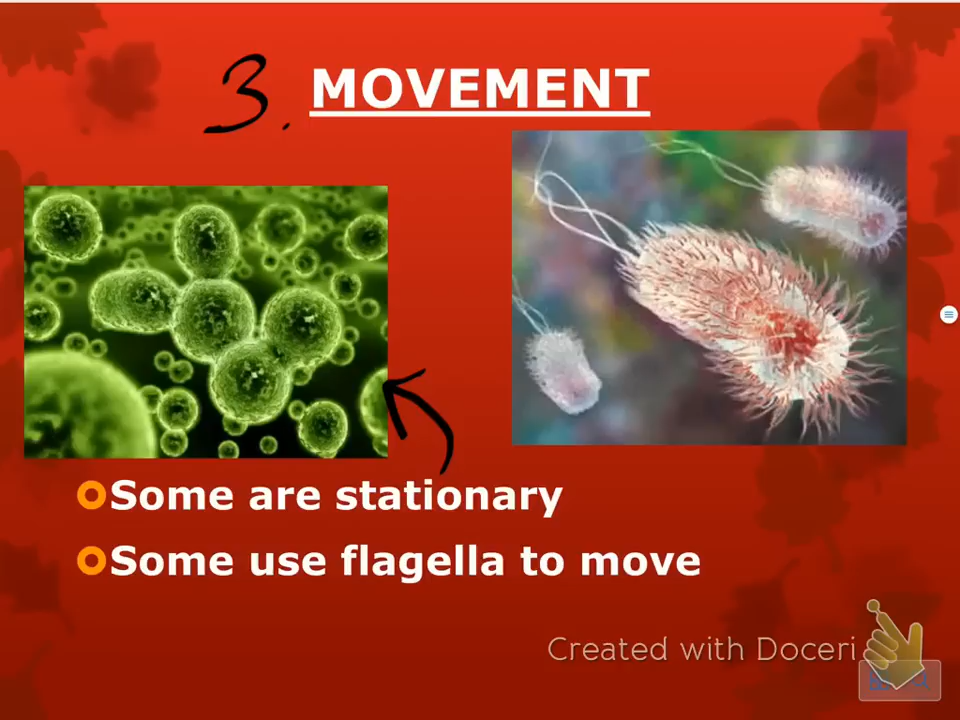 3. MOVEMENT
Some are stationary
Some use flagella to move
Created with Doceri